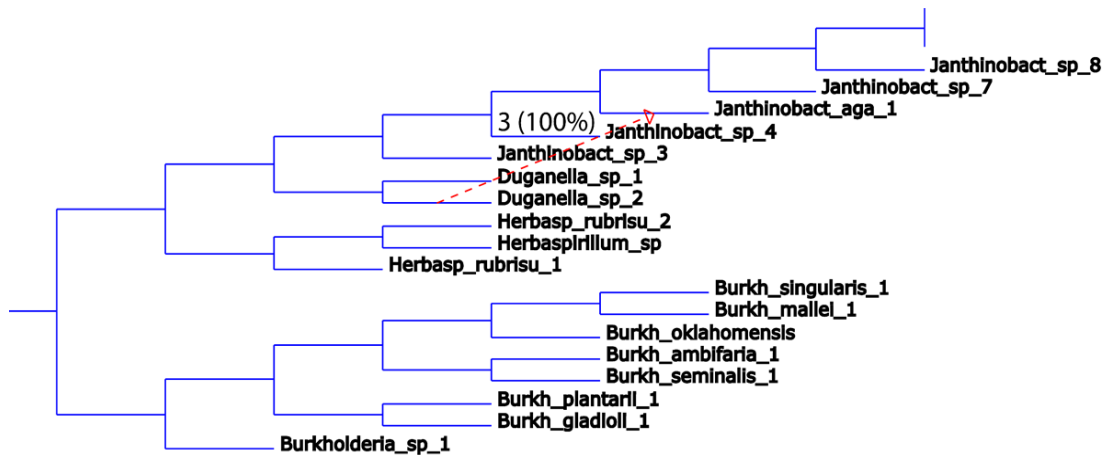 Janthinobact_sp_8
Janthinobact_sp_7
Janthinobact_aga_1
3 (100%)
Janthinobact_sp_4
Janthinobact_sp_3
Duganella_sp_1
Duganella_sp_2
Herbasp_rubrisu_2
Herbaspirillum_sp
Herbasp_rubrisu_1
Burkh_singularis_1
Burkh_mallei_1
Burkh_oklahomensis
Burkh_ambifaria_1
Burkh_seminalis_1
Burkh_plantarii_1
Burkh_gladioli_1
Burkholderia_sp_1